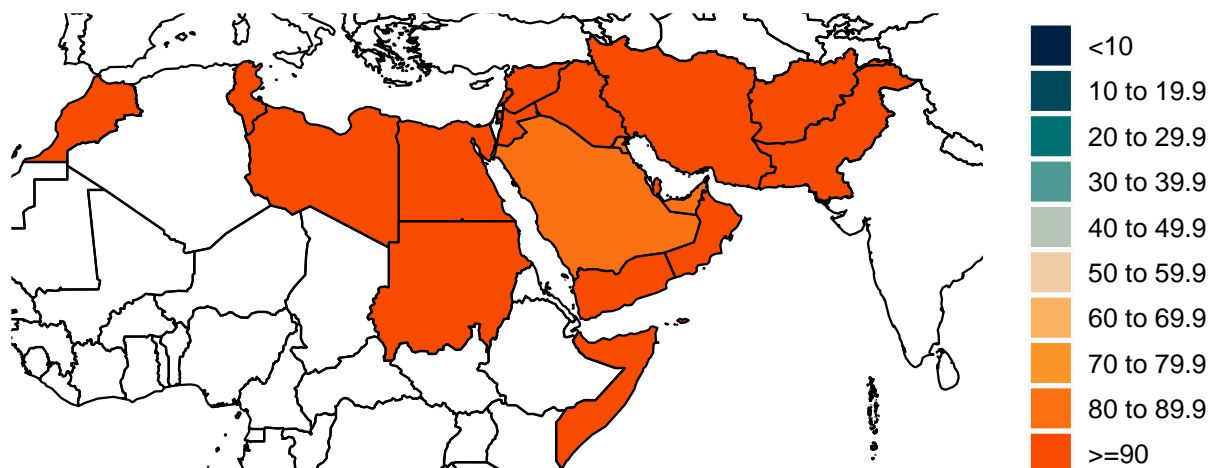 <10
10 to 19.9
20 to 29.9
30 to 39.9
40 to 49.9
50 to 59.9
60 to 69.9
70 to 79.9
80 to 89.9
>=90